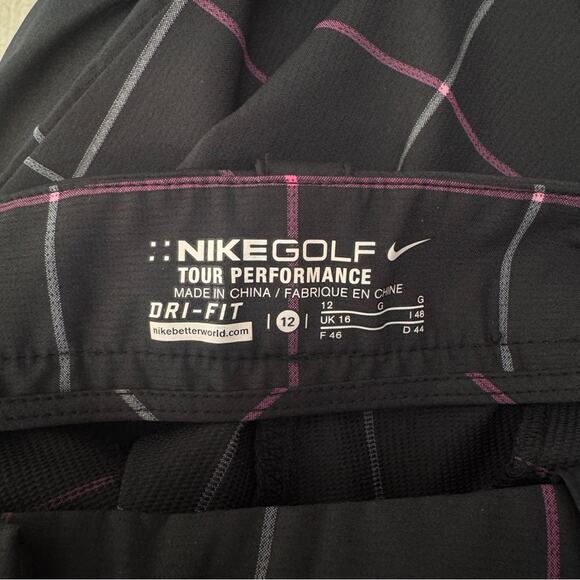 NIKEGOLF
TOUR PERFORMANCE
MADE IN CHINA / FABRIQUE EN CHINE
DRI-FIT
nikebetterworld.com
12
12 G G
UK 16 I 48
F 46 D 44